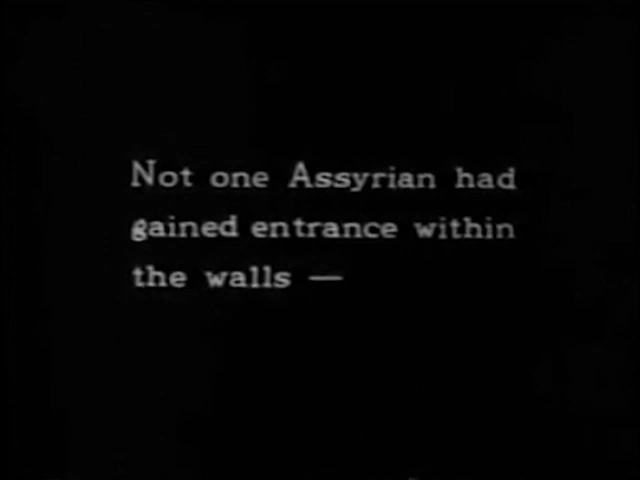 Not one Assyrian had
gained entrance within
the walls —